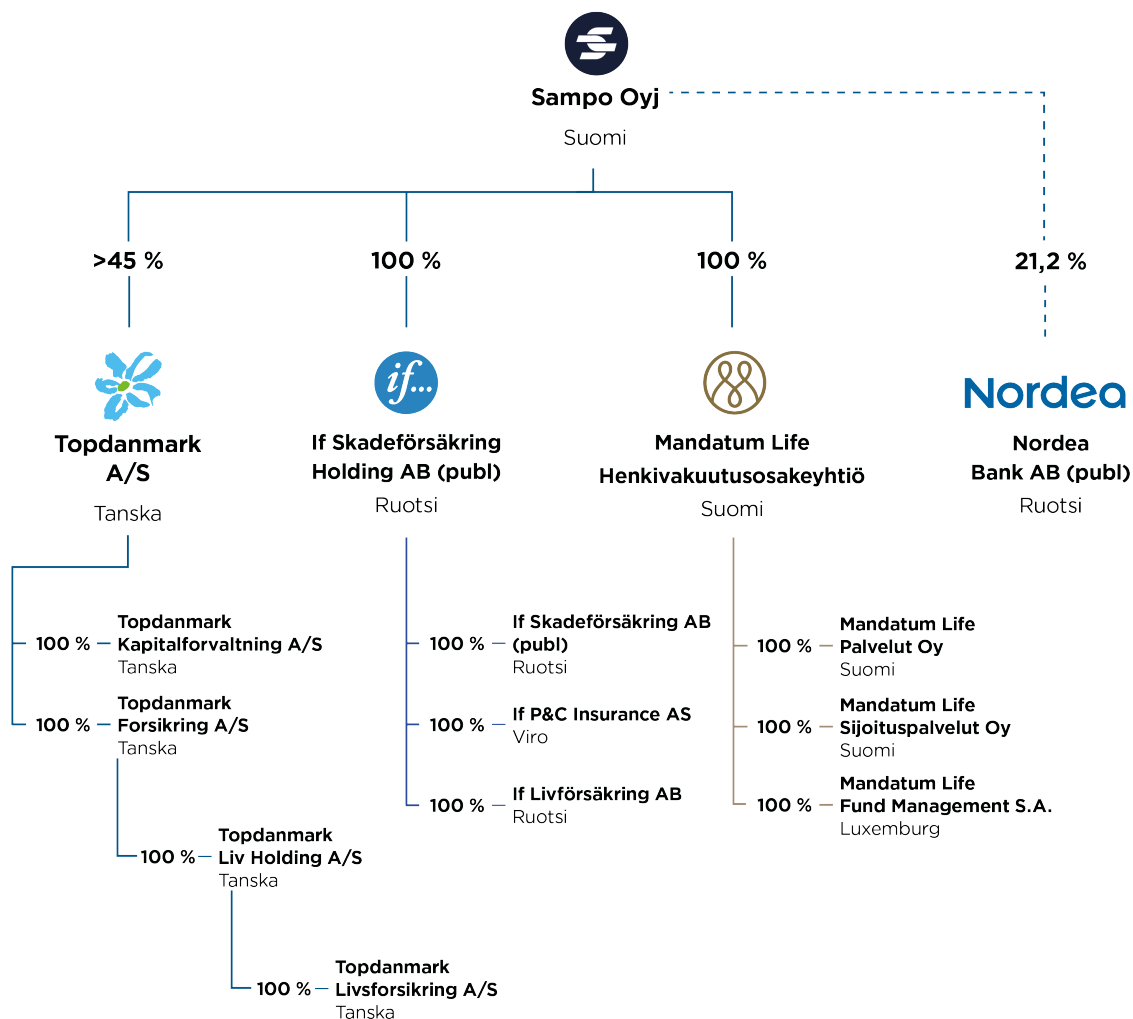 Sampo Oyj
Suomi
>45 %
100 %
100 %
21,2 %
if...
Nordea
Topdanmark
A/S
Tanska
If Skadeförsäkring
Holding AB (publ)
Ruotsi
Mandatum Life
Henkivakuutusosakeyhtiö
Suomi
Nordea
Bank AB (publ)
Ruotsi
100 %
Topdanmark
Kapitalforvaltning A/S
Tanska
100 %
Topdanmark
Forsikring A/S
Tanska
100 %
Topdanmark
Liv Holding A/S
Tanska
100 %
Topdanmark
Livsforsikring A/S
Tanska
100 %
If Skadeförsäkring AB
(publ)
Ruotsi
100 %
If P&C Insurance AS
Viro
100 %
If Livförsäkring AB
Ruotsi
100 %
Mandatum Life
Palvelut Oy
Suomi
100 %
Mandatum Life
Sijoituspalvelut Oy
Suomi
100 %
Mandatum Life
Fund Management S.A.
Luxemburg